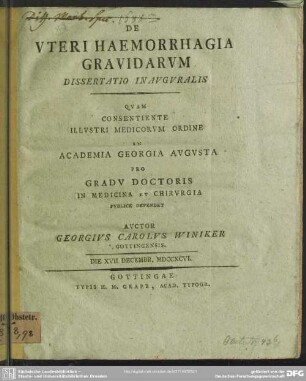 DE
VTERI HAEMORRHAGIA
GRAVIDARVM
DISSERTATIO INAVGVRALIS
QVAM
CONSENTIENTE
ILLVSTRI MEDICORVM ORDINE
IN
ACADEMIA GEORGIA AVGVSTA
PRO
GRADV DOCTORIS
IN MEDICINA ET CHIRVRGIA
PVBLICE DEFENDET
AVCTOR
GEORGIVS CAROLVS WINIKER
GOTTINGENSIS.
DIE XVII DECEMBR. MDCCXCVI.
GOTTINGAE
TYPIS H. M. GRAPE, ACAD. TYPOGR.
Obstetr.